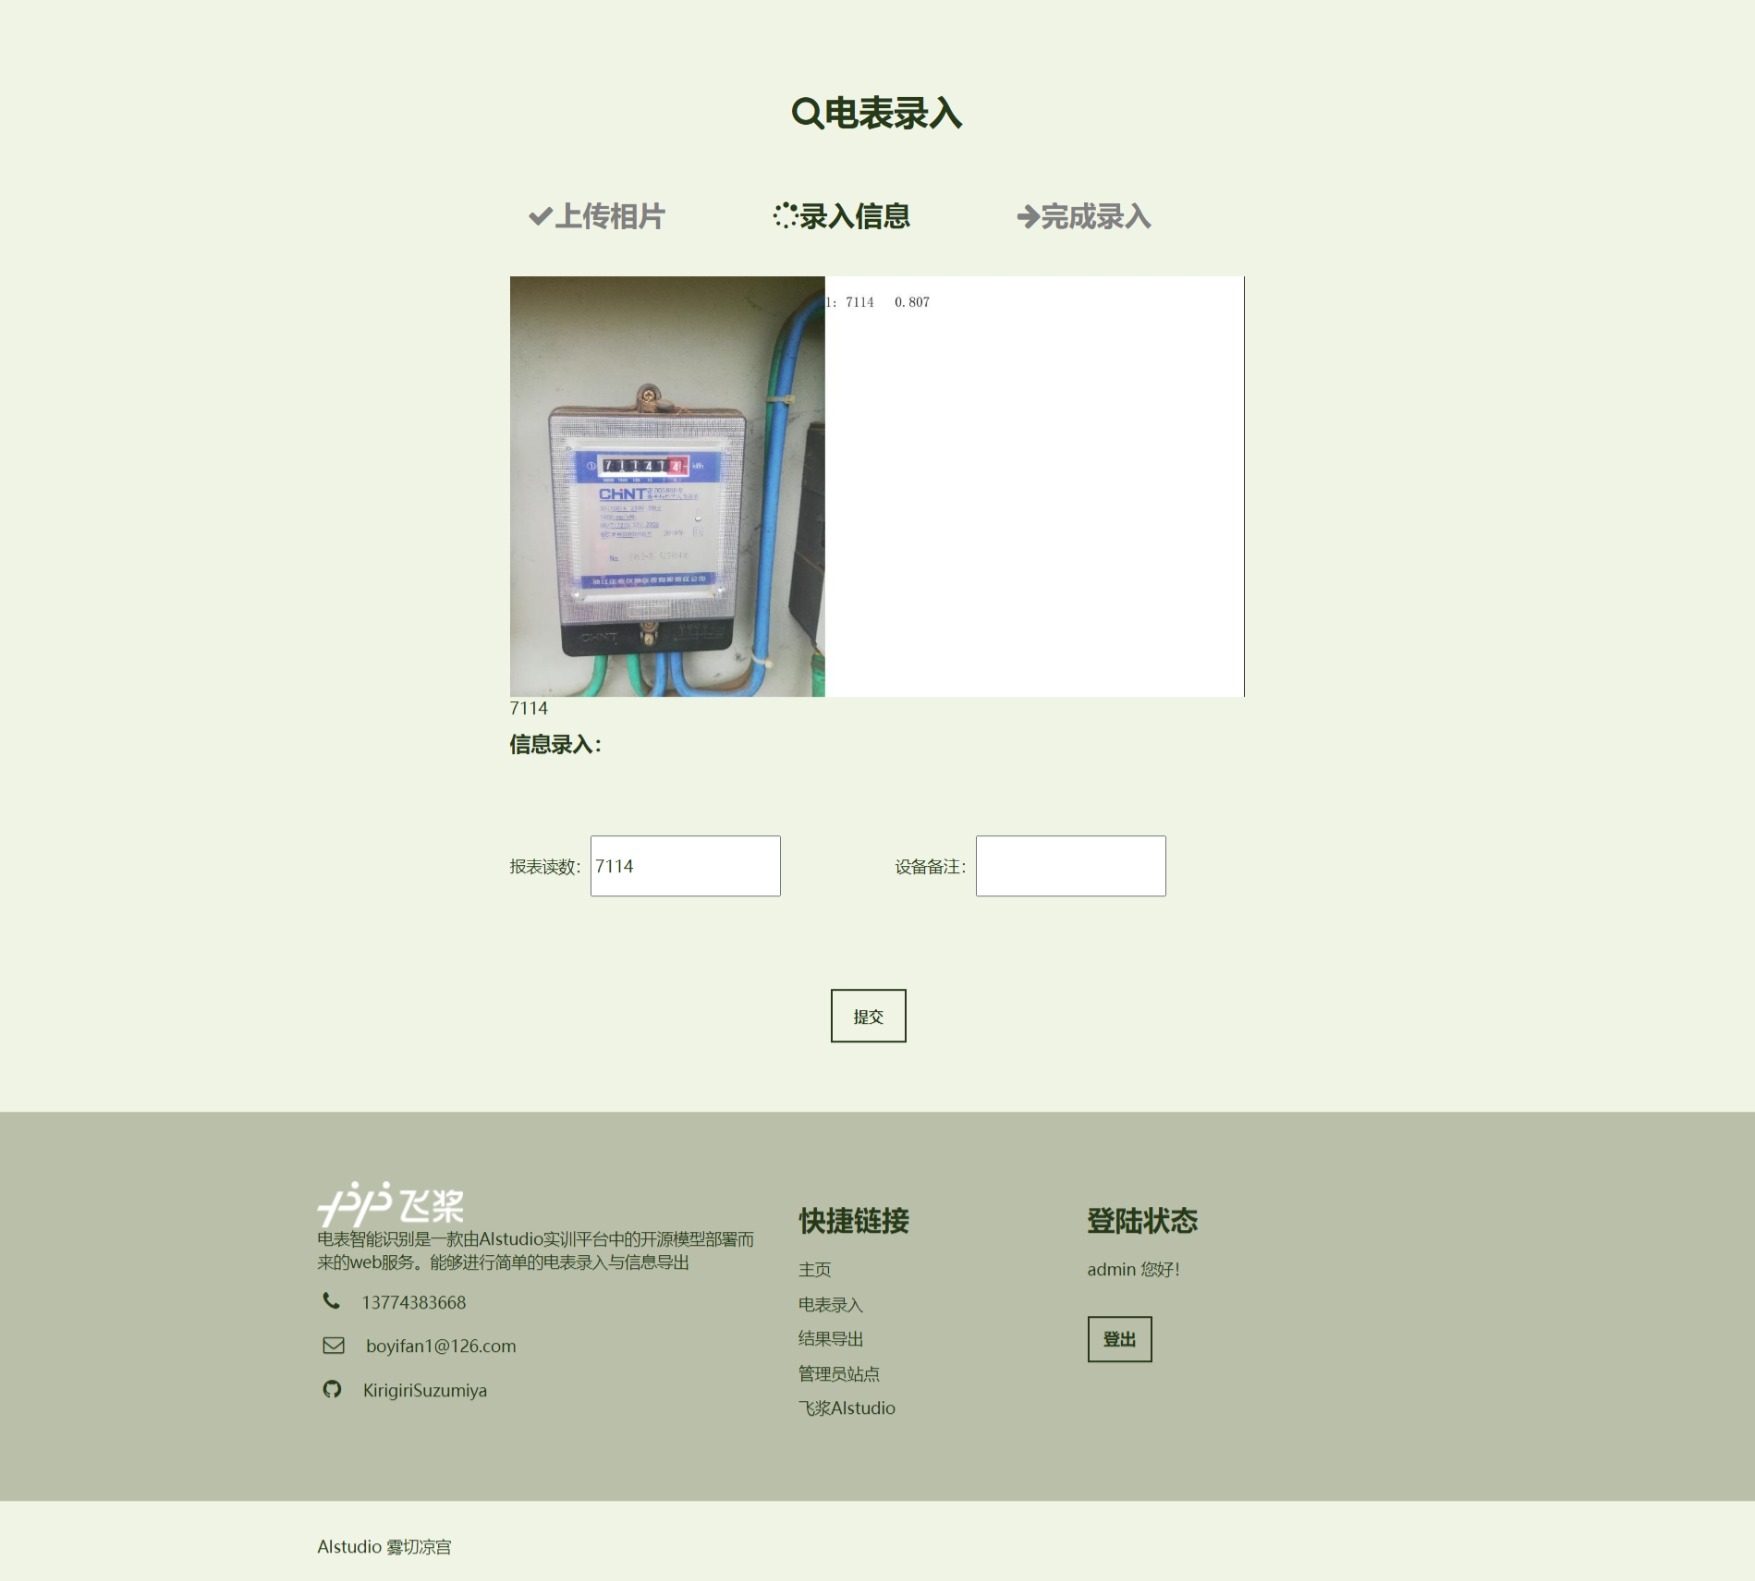 电表录入
上传相片
录入信息
完成录入
1: 7114 0.807
711414 kWh
CHNT
No.
CHNT
7114
信息录入：
报表读数： 7114
设备备注：
提交
飞桨
电表智能识别是一款由AIstudio实训平台中的开源模型部署而
来的web服务。能够进行简单的电表录入与信息导出
13774383668
boyifan1@126.com
KirigiriSuzumiya
快捷链接
主页
电表录入
结果导出
管理员站点
飞浆AIstudio
登陆状态
admin 您好！
登出
AIstudio 雾切凉宫